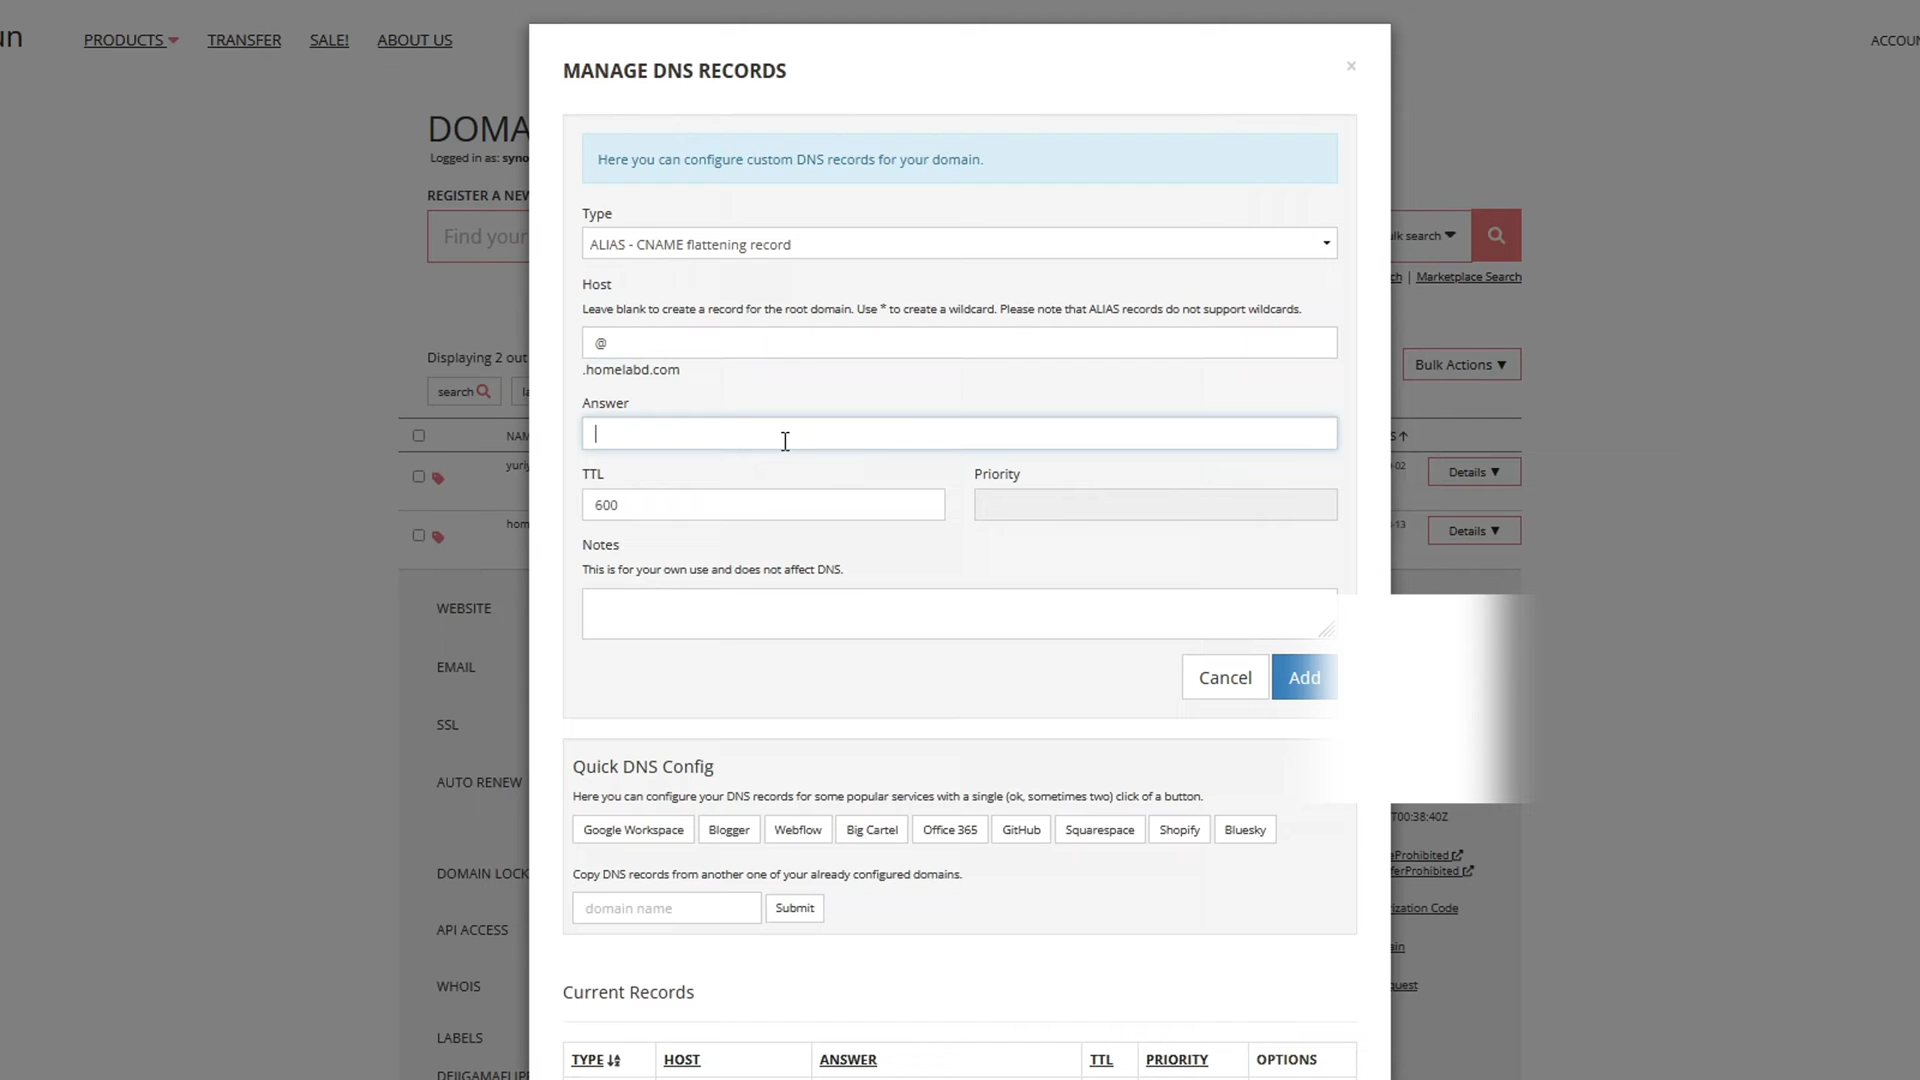 un
PRODUCTS
TRANSFER
SALE!
ABOUT US
MANAGE DNS RECORDS
×
Here you can configure custom DNS records for your domain.
Logged in as:
REGISTER A NEW
Find your
Type
ALIAS - CNAME flattening record
search
Marketplace Search
Host
Leave blank to create a record for the root domain. Use * to create a wildcard. Please note that ALIAS records do not support wildcards.
@
.homelabd.com
Displaying 2 out
search
Bulk Actions ▼
Answer
TTL
Priority
600
Details ▼
Details ▼
Notes
This is for your own use and does not affect DNS.
WEBSITE
EMAIL
SSL
AUTO RENEW
DOMAIN LOCK
API ACCESS
WHOIS
LABELS
Cancel
Add
Quick DNS Config
Here you can configure your DNS records for some popular services with a single (ok, sometimes two) click of a button.
Google Workspace
Blogger
Webflow
Big Cartel
Office 365
GitHub
Squarespace
Shopify
Bluesky
T00:38:40Z
Copy DNS records from another one of your already configured domains.
domain name
Submit
Code
Current Records
TYPE
HOST
ANSWER
TTL
PRIORITY
OPTIONS